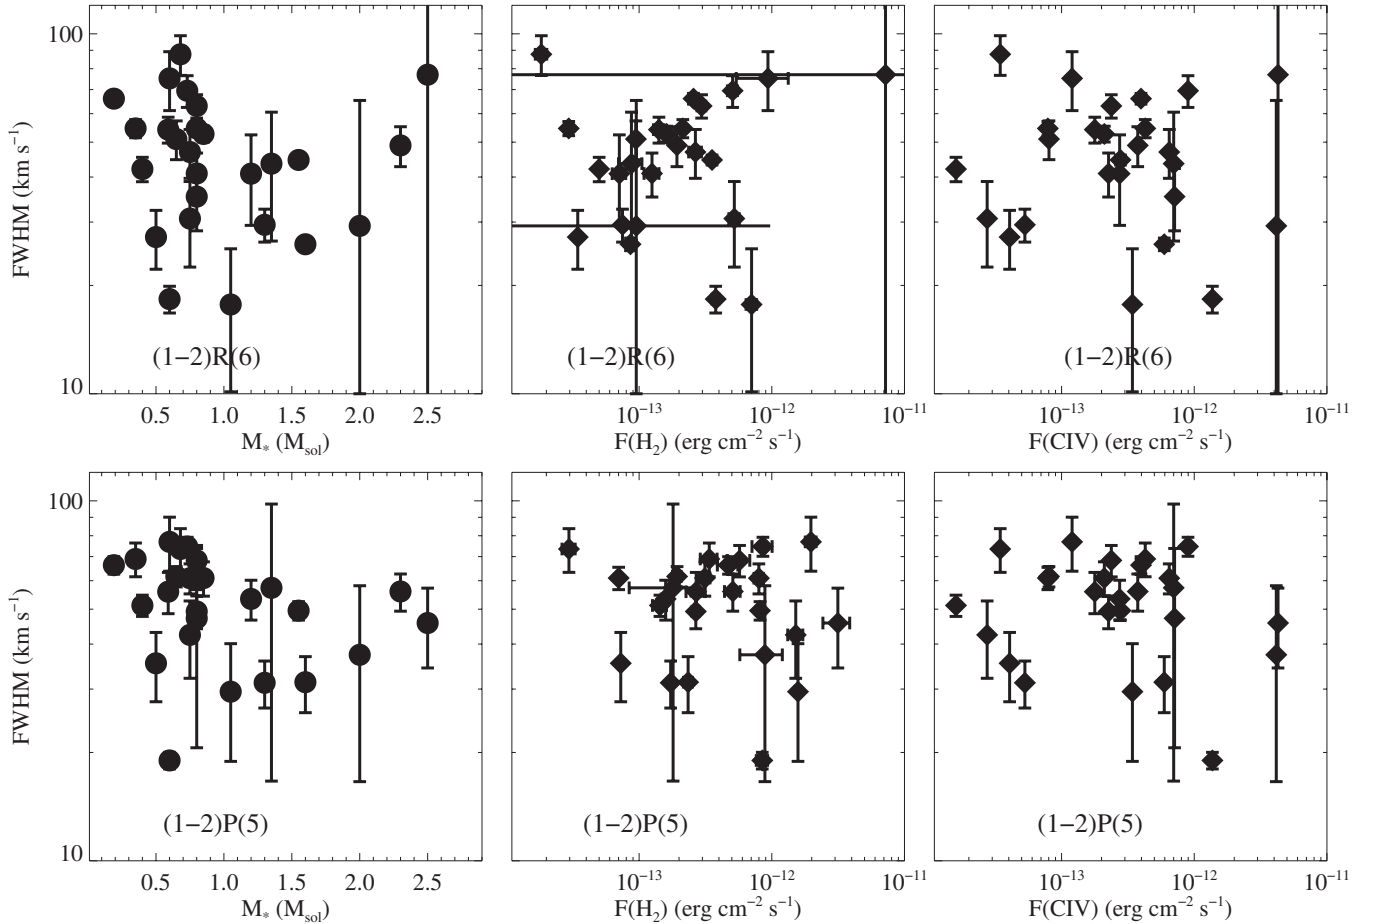 100
10
FWHM (km s⁻¹)
(1−2)R(6)
0.5 1.0 1.5 2.0 2.5
M* (Msol)
(1−2)R(6)
10⁻¹³ 10⁻¹² 10⁻¹¹
F(H₂) (erg cm⁻² s⁻¹)
(1−2)R(6)
10⁻¹³ 10⁻¹² 10⁻¹¹
F(CIV) (erg cm⁻² s⁻¹)
100
10
FWHM (km s⁻¹)
(1−2)P(5)
0.5 1.0 1.5 2.0 2.5
M* (Msol)
(1−2)P(5)
10⁻¹³ 10⁻¹² 10⁻¹¹
F(H₂) (erg cm⁻² s⁻¹)
(1−2)P(5)
10⁻¹³ 10⁻¹² 10⁻¹¹
F(CIV) (erg cm⁻² s⁻¹)